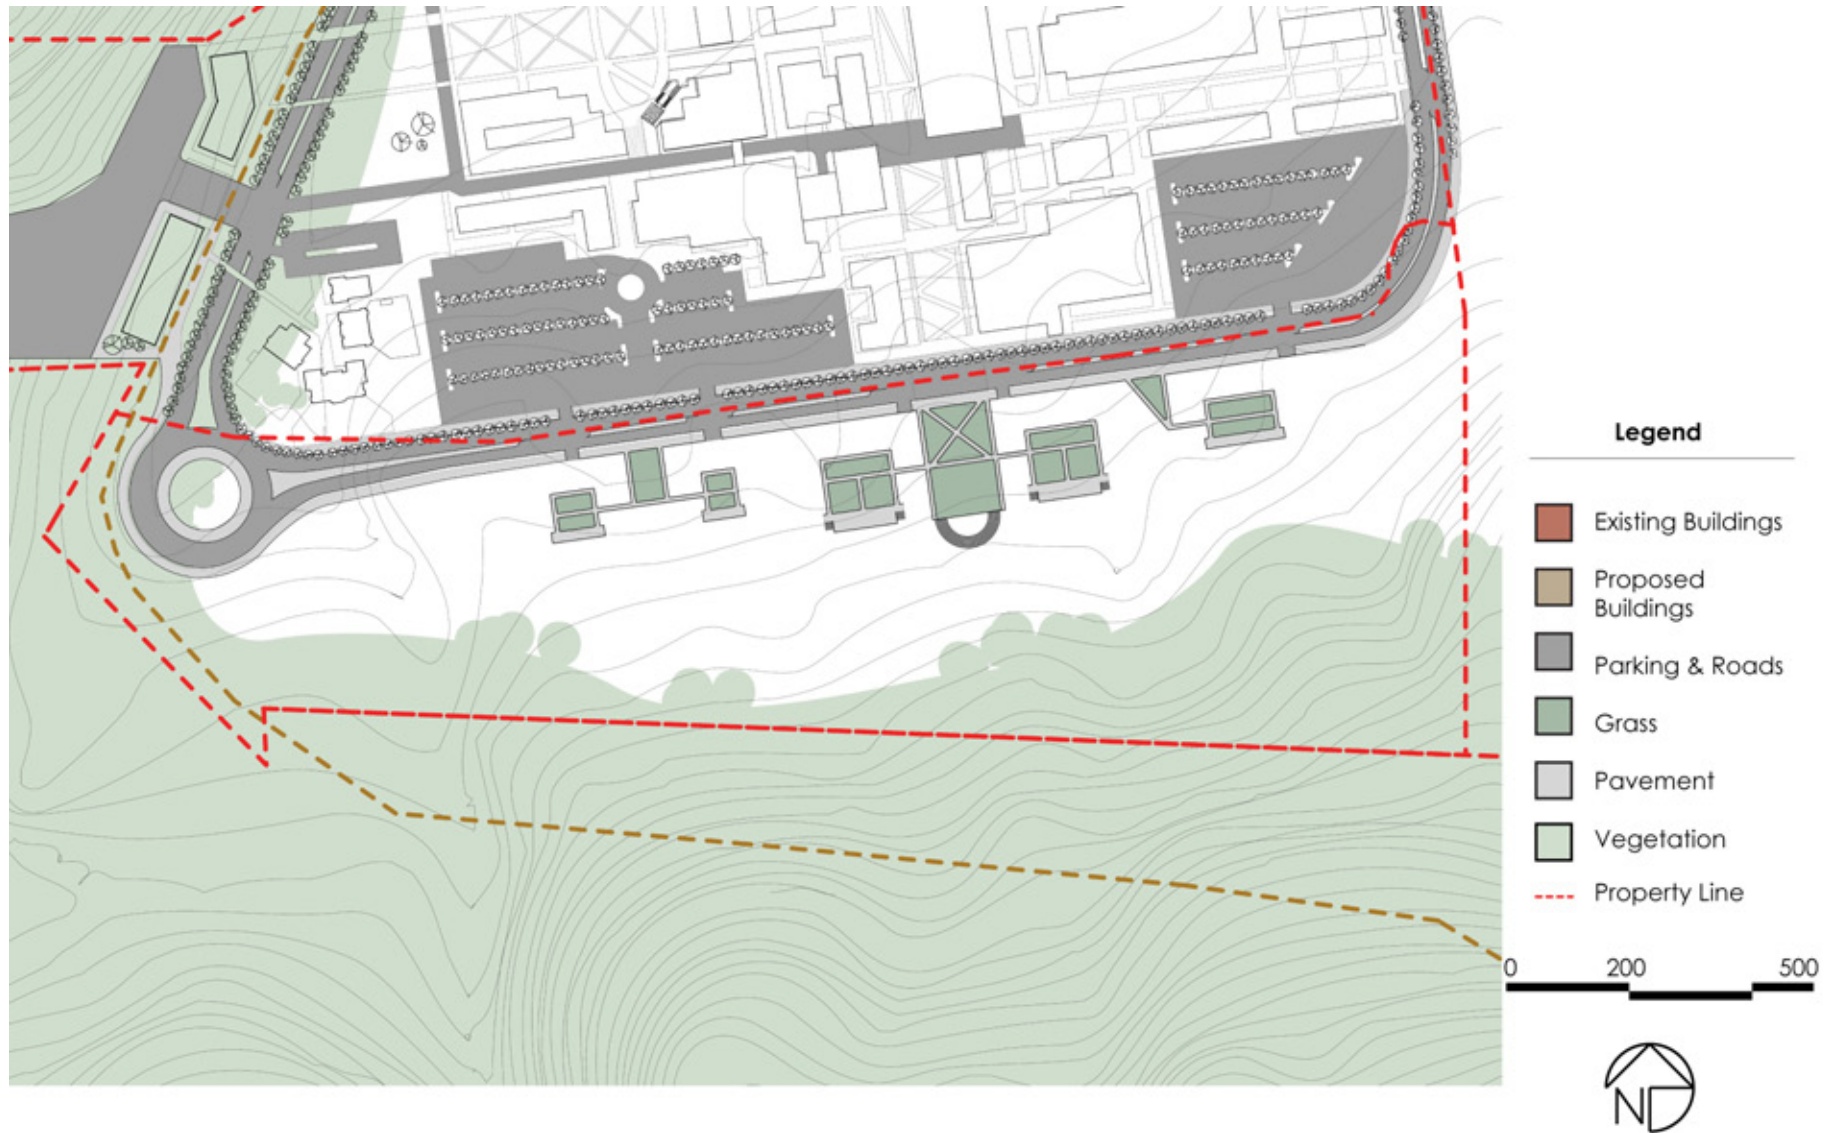 Legend
Existing Buildings
Proposed
Buildings
Parking & Roads
Grass
Pavement
Vegetation
Property Line
0 200 500
N